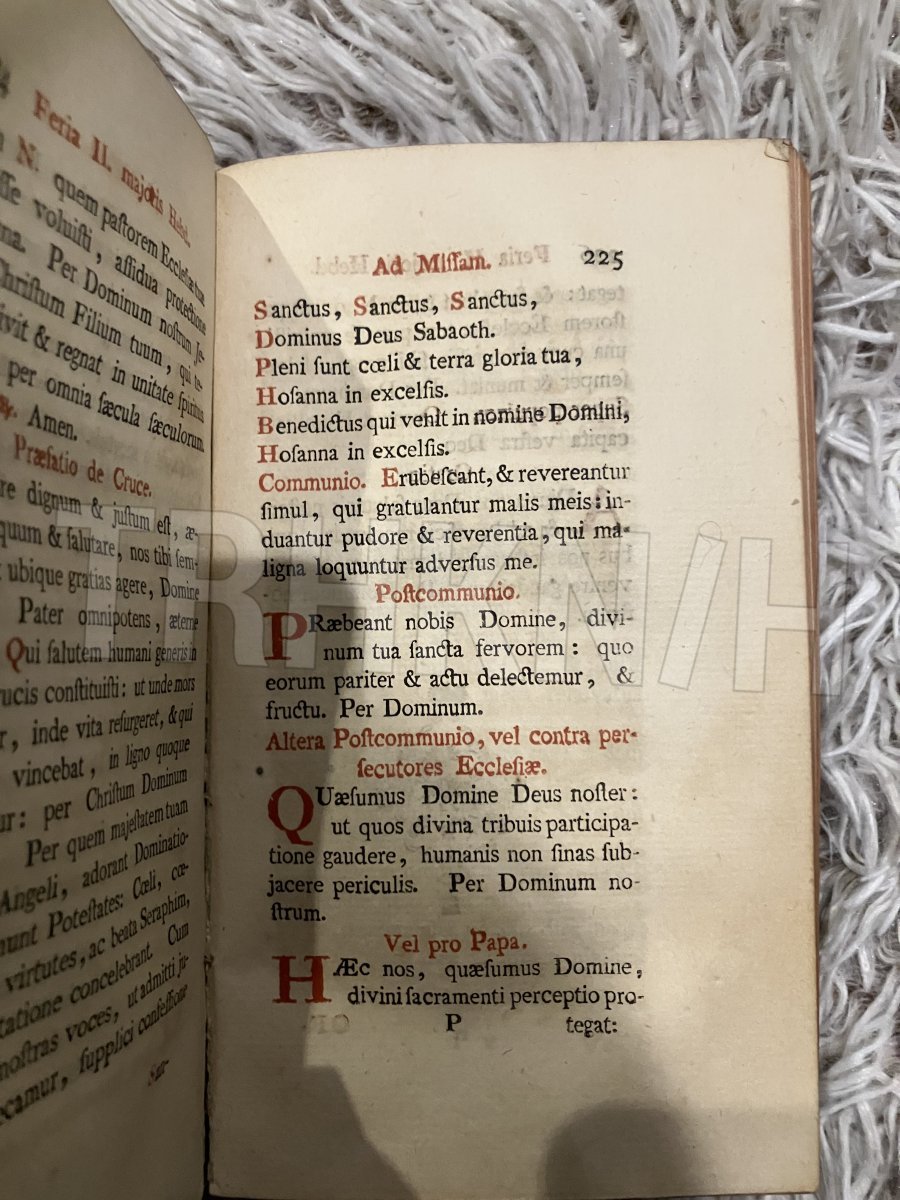 Feria II. majoris Hebd.
N. quem pastorem Ecclesiæ tuæ
esse voluisti, assidua protectione
Per Dominum nostrum Je-
Christum Filium tuum, qui te-
vivit & regnat in unitate spiritus
per omnia sæcula sæculorum
Amen.
Præfatio de Cruce.
dignum & justum est, æ-
quum & salutare, nos tibi sem-
ubique gratias agere, Domine
Pater omnipotens, æterne
Qui salutem humani generis in
crucis constituisti: ut unde mors
inde vita resurgeret, & qui
vincebat, in ligno quoque
per Christum Dominum
Per quem majestatem tuam
Angeli, adorant Dominatio-
Potestates: Cœli, cœ-
virtutes, ac beata Seraphim,
concelebrant. Cum
nostras voces, ut admitti ju-
supplici confessione
San-
Ad Missam. 225
Sanctus, Sanctus, Sanctus,
Dominus Deus Sabaoth.
Pleni sunt cœli & terra gloria tua,
Hosanna in excelsis.
Benedictus qui venit in nomine Domini,
Hosanna in excelsis.
Communio. Erubescant, & revereantur
simul, qui gratulantur malis meis: in-
duantur pudore & reverentia, qui ma-
ligna loquuntur adversus me.
Postcommunio.
PRæbeant nobis Domine, divi-
num tua sancta fervorem: quo
eorum pariter & actu delectemur, &
fructu. Per Dominum.
Altera Postcommunio, vel contra per-
secutores Ecclesiæ.
QUæsumus Domine Deus noster:
ut quos divina tribuis participa-
tione gaudere, humanis non sinas sub-
jacere periculis. Per Dominum no-
strum.
Vel pro Papa.
HÆc nos, quæsumus Domine,
divini sacramenti perceptio pro-
P tegat: